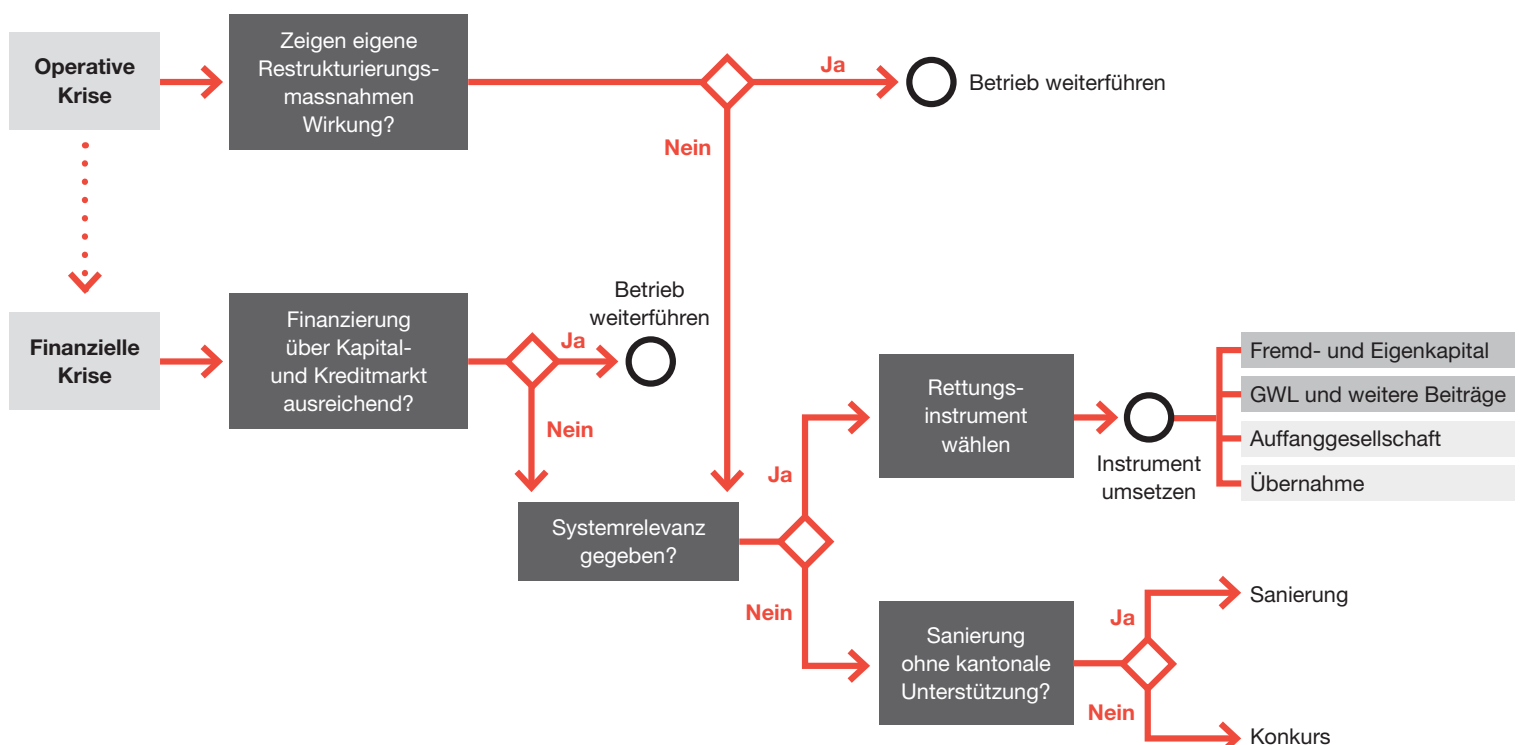 Operative
Krise
Zeigen eigene
Restrukturierungs-
massnahmen
Wirkung?
Ja
Betrieb weiterführen
Nein
Finanzielle
Krise
Finanzierung
über Kapital-
und Kreditmarkt
ausreichend?
Ja
Betrieb
weiterführen
Nein
Systemrelevanz
gegeben?
Ja
Rettungs-
instrument
wählen
Instrument
umsetzen
Fremd- und Eigenkapital
GWL und weitere Beiträge
Auffanggesellschaft
Übernahme
Nein
Sanierung
ohne kantonale
Unterstützung?
Ja
Sanierung
Nein
Konkurs